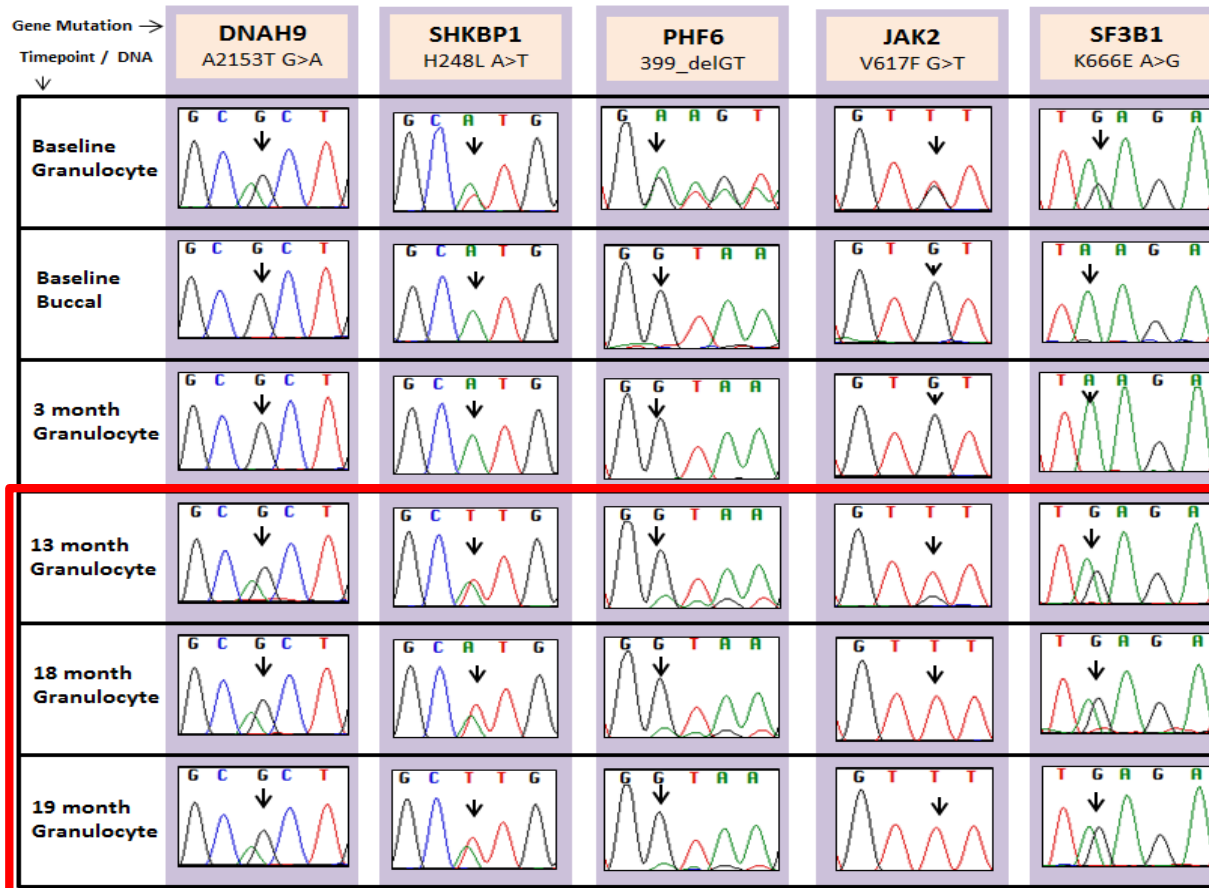 Gene Mutation →
Timepoint / DNA
↓
DNAH9
A2153T G>A
SHKBP1
H248L A>T
PHF6
399_delGT
JAK2
V617F G>T
SF3B1
K666E A>G
Baseline
Granulocyte
G C G C T
G C A T G
G A A G T
G T T T
T G A G A
Baseline
Buccal
G C G C T
G C A T G
G G T A A
G T G T
T A A G A
3 month
Granulocyte
G C G C T
G C A T G
G G T A A
G T G T
T A A G A
13 month
Granulocyte
G C G C T
G C T T G
G G T A A
G T T T
T G A G A
18 month
Granulocyte
G C G C T
G C A T G
G G T A A
G T T T
T G A G A
19 month
Granulocyte
G C G C T
G C T T G
G G T A A
G T T T
T G A G A